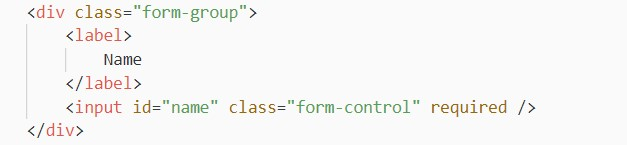 <div class="form-group">
    <label>
        Name
    </label>
    <input id="name" class="form-control" required />
</div>